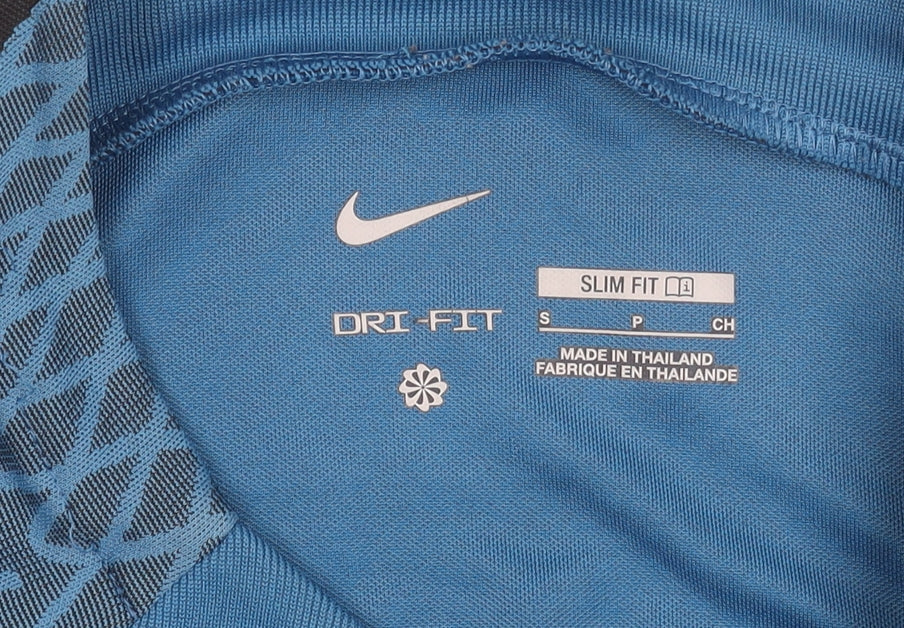 DRI-FIT
SLIM FIT
S P CH
MADE IN THAILAND
FABRIQUE EN THAILANDE